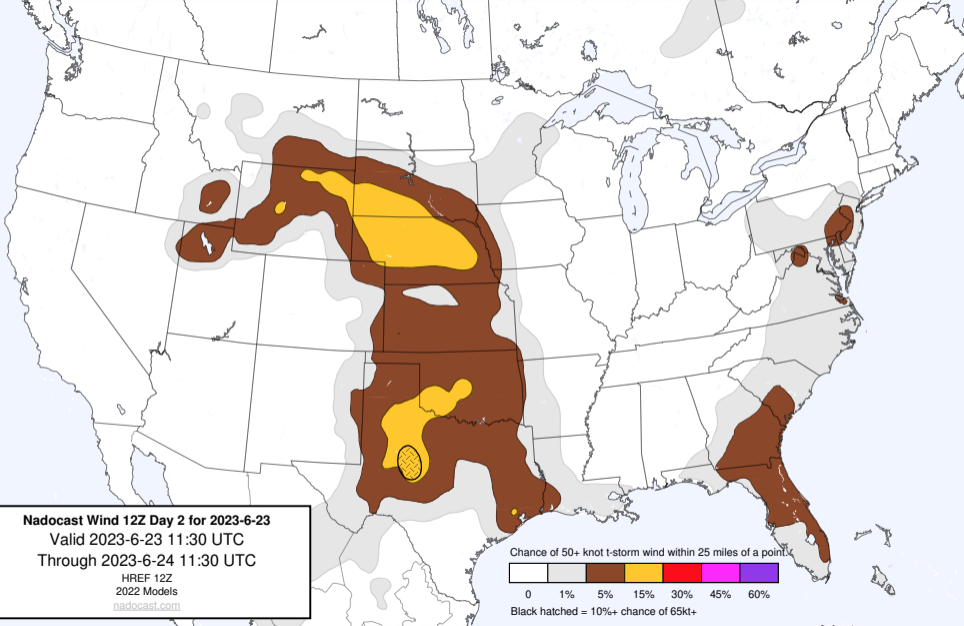 Nadocast Wind 12Z Day 2 for 2023-6-23
Valid 2023-6-23 11:30 UTC
Through 2023-6-24 11:30 UTC
HREF 12Z
2022 Models
nadocast.com
Chance of 50+ knot t-storm wind within 25 miles of a point.
0 1% 5% 15% 30% 45% 60%
Black hatched = 10%+ chance of 65kt+